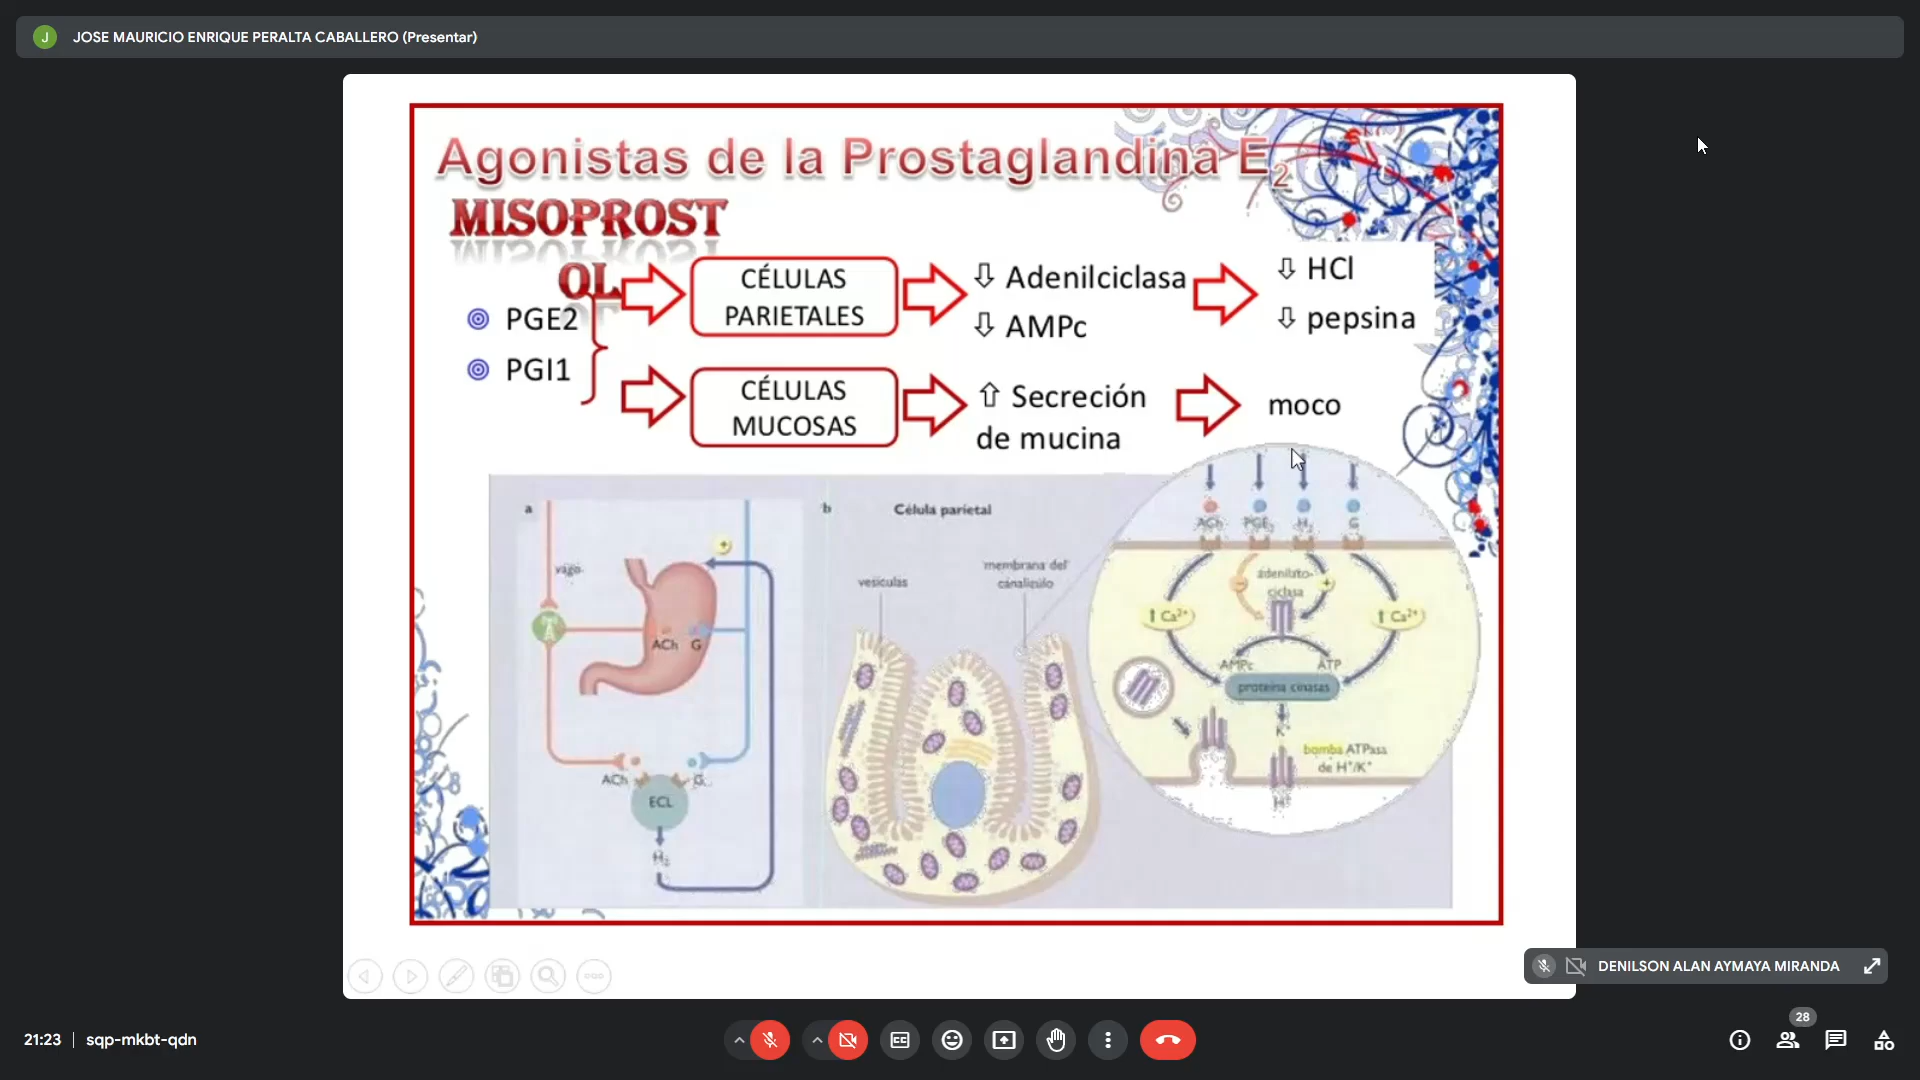 J JOSE MAURICIO ENRIQUE PERALTA CABALLERO (Presentar)
Agonistas de la Prostaglandina E2
MISOPROST
OL
PGE2
PGI1
CÉLULAS
PARIETALES
⇩ Adenilciclasa
⇩ AMPc
⇩ HCl
⇩ pepsina
CÉLULAS
MUCOSAS
⇧ Secreción
de mucina
moco
a
vago
+
ACh G
ACh G
ECL
H2
b
Célula parietal
vesículas
membrana del
canalículo
ACh PGE2 H2 G
adenilato-
ciclasa
− +
↑ Ca2+ ↑ Ca2+
AMPc ATP
proteína cinasas
K+
bomba ATPasa
de H+/K+
H+
DENILSON ALAN AYMAYA MIRANDA
21:23 | sqp-mkbt-qdn
CC
28